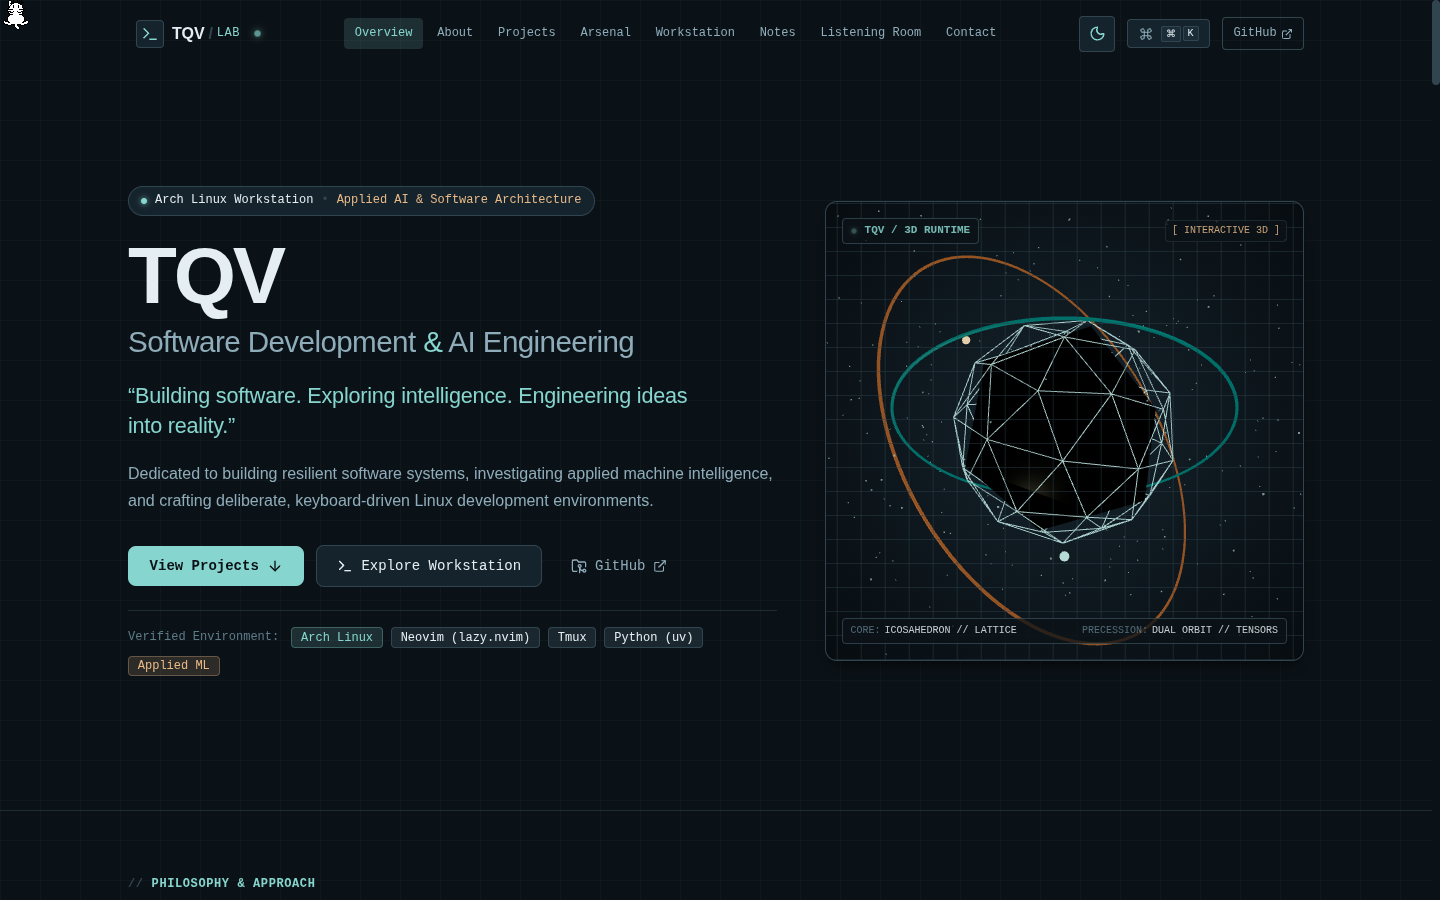 TQV / LAB
Overview
About
Projects
Arsenal
Workstation
Notes
Listening Room
Contact
⌘ ⌘ K
GitHub
Arch Linux Workstation • Applied AI & Software Architecture
TQV
Software Development & AI Engineering
“Building software. Exploring intelligence. Engineering ideas
into reality.”
Dedicated to building resilient software systems, investigating applied machine intelligence,
and crafting deliberate, keyboard-driven Linux development environments.
View Projects
Explore Workstation
GitHub
Verified Environment: Arch Linux Neovim (lazy.nvim) Tmux Python (uv)
Applied ML
TQV / 3D RUNTIME
[ INTERACTIVE 3D ]
CORE: ICOSAHEDRON // LATTICE
PRECESSION: DUAL ORBIT // TENSORS
// PHILOSOPHY & APPROACH